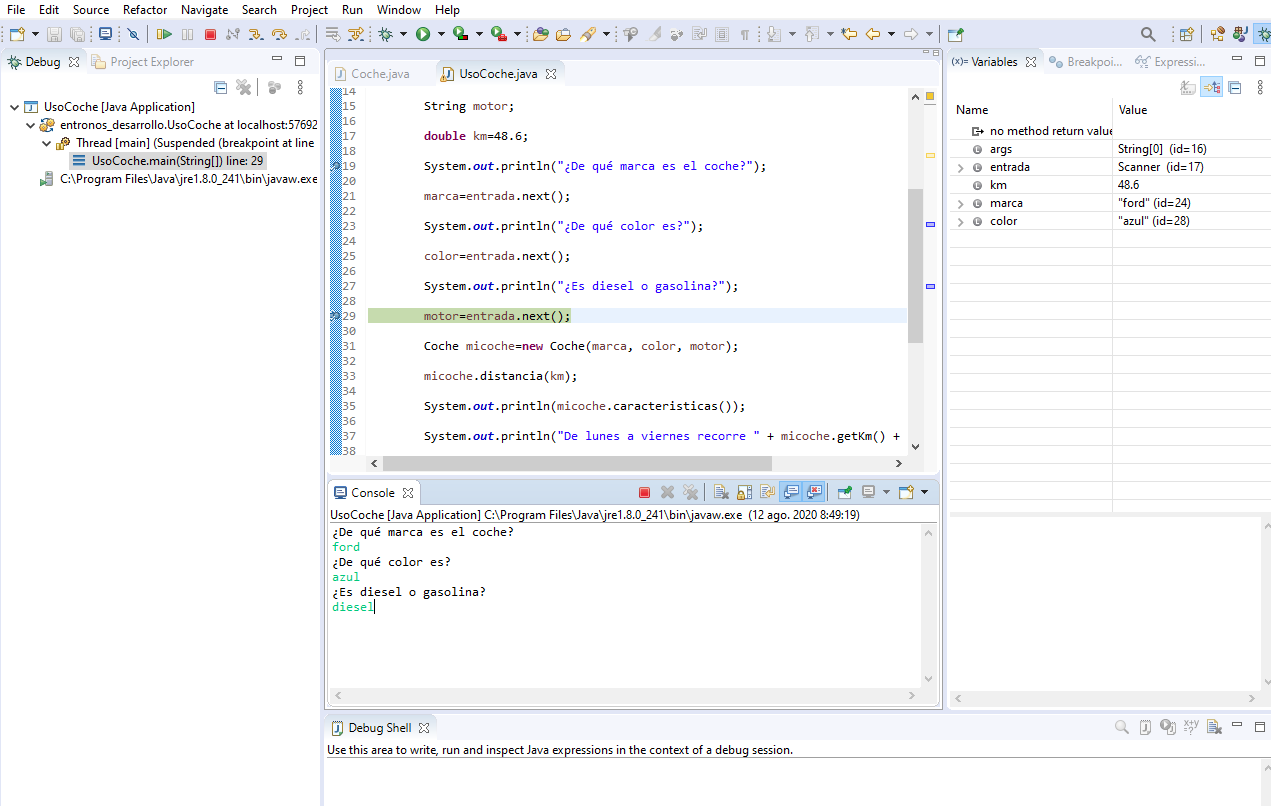 File Edit Source Refactor Navigate Search Project Run Window Help
Debug
Project Explorer
UsoCoche [Java Application]
entronos_desarrollo.UsoCoche at localhost:57692
Thread [main] (Suspended (breakpoint at line
UsoCoche.main(String[]) line: 29
C:\Program Files\Java\jre1.8.0_241\bin\javaw.exe
Coche.java
UsoCoche.java
14
15 String motor;
16
17 double km=48.6;
18
19 System.out.println("¿De qué marca es el coche?");
20
21 marca=entrada.next();
22
23 System.out.println("¿De qué color es?");
24
25 color=entrada.next();
26
27 System.out.println("¿Es diesel o gasolina?");
28
29 motor=entrada.next();
30
31 Coche micoche=new Coche(marca, color, motor);
32
33 micoche.distancia(km);
34
35 System.out.println(micoche.caracteristicas());
36
37 System.out.println("De lunes a viernes recorre " + micoche.getKm() +
38
Console
UsoCoche [Java Application] C:\Program Files\Java\jre1.8.0_241\bin\javaw.exe (12 ago. 2020 8:49:19)
¿De qué marca es el coche?
ford
¿De qué color es?
azul
¿Es diesel o gasolina?
diesel
Debug Shell
Use this area to write, run and inspect Java expressions in the context of a debug session.
(x)= Variables
Breakpoi...
Expressi...
Name Value
no method return value
args String[0] (id=16)
entrada Scanner (id=17)
km 48.6
marca "ford" (id=24)
color "azul" (id=28)